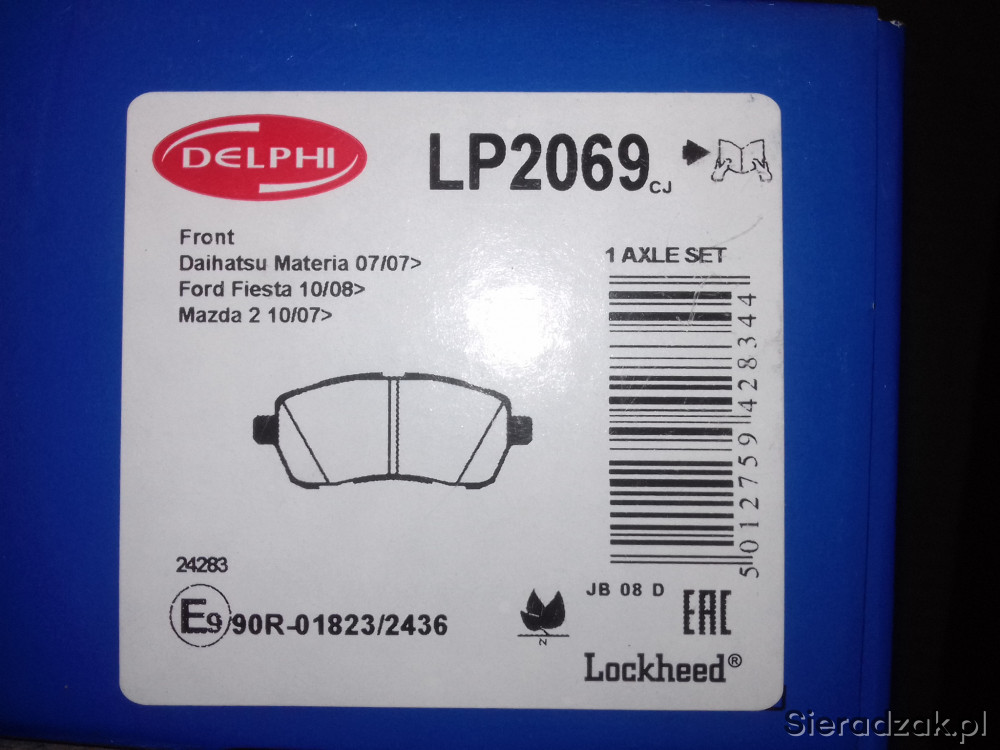 DELPHI
LP2069 CJ
Front
Daihatsu Materia 07/07>
Ford Fiesta 10/08>
Mazda 2 10/07>
1 AXLE SET
5 012759 428344
24283
E9 90R-01823/2436
N
JB 08 D
EAC
Lockheed®
Sieradzak.pl